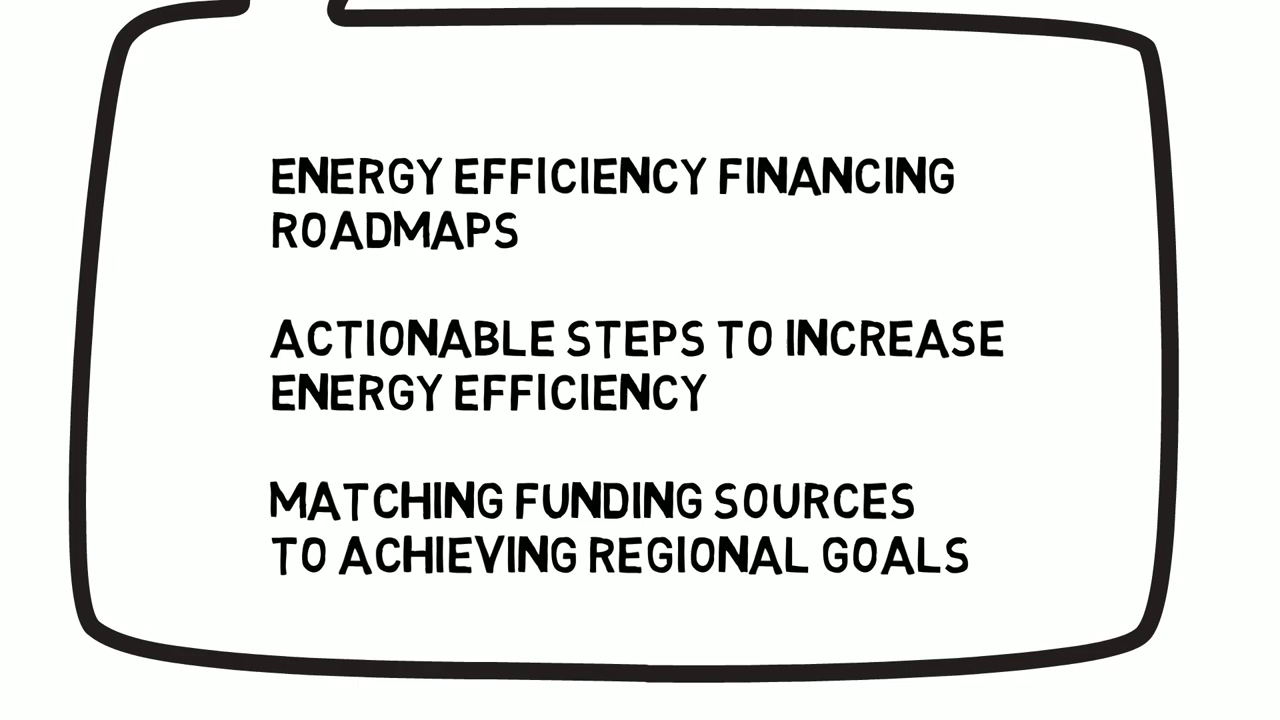 ENERGY EFFICIENCY FINANCING
ROADMAPS
ACTIONABLE STEPS TO INCREASE
ENERGY EFFICIENCY
MATCHING FUNDING SOURCES
TO ACHIEVING REGIONAL GOALS